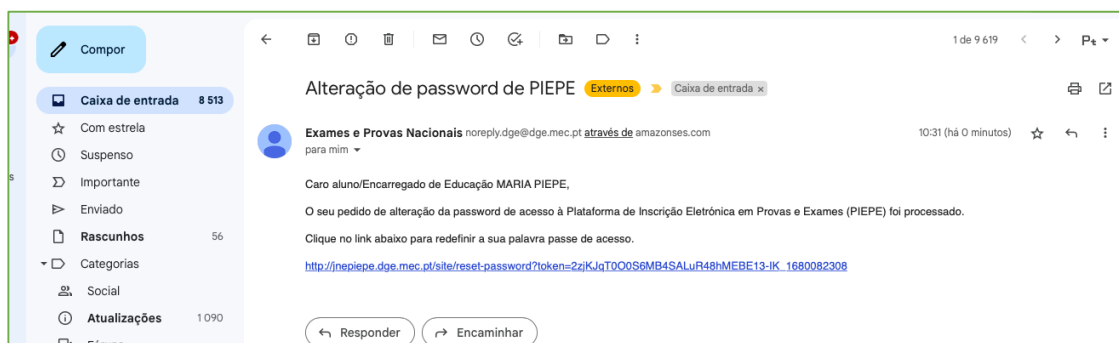 Compor
1 de 9 619
Alteração de password de PIEPE Externos Caixa de entrada ×
Caixa de entrada 8 513
Com estrela
Suspenso
Importante
Enviado
Rascunhos 56
Categorias
Social
Atualizações 1 090
Exames e Provas Nacionais noreply.dge@dge.mec.pt através de amazonses.com 10:31 (há 0 minutos)
para mim
Caro aluno/Encarregado de Educação MARIA PIEPE,
O seu pedido de alteração da password de acesso à Plataforma de Inscrição Eletrónica em Provas e Exames (PIEPE) foi processado.
Clique no link abaixo para redefinir a sua palavra passe de acesso.
http://jnepiepe.dge.mec.pt/site/reset-password?token=2zjKJqT0O0S6MB4SALuR48hMEBE13-IK_1680082308
Responder Encaminhar